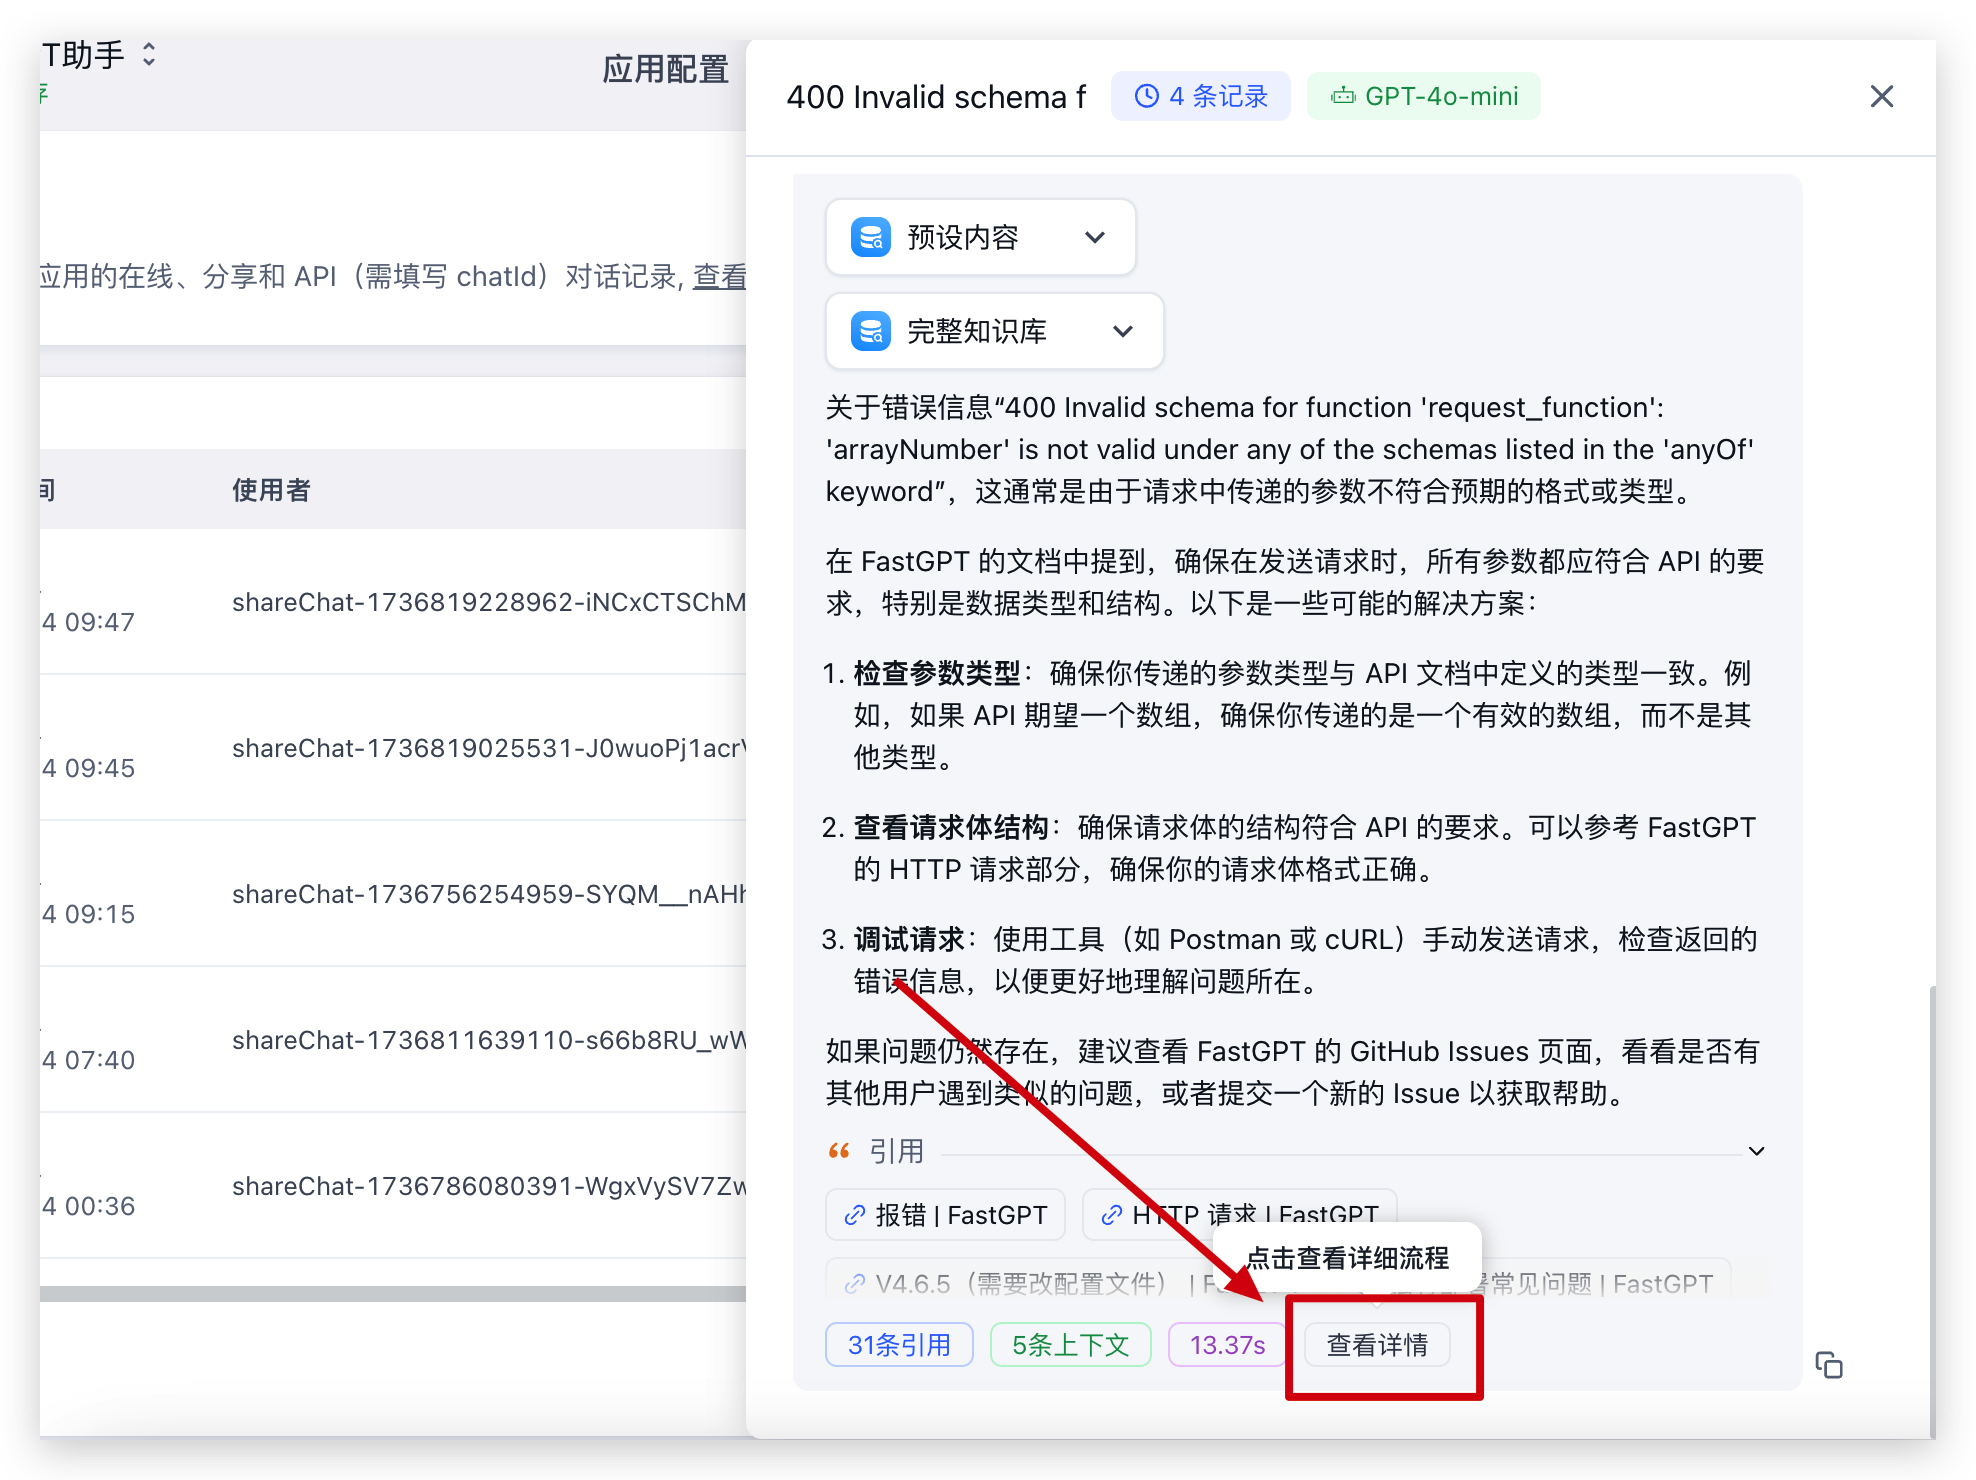 T助手
应用配置
应用的在线、分享和 API（需填写 chatId）对话记录, 查看
使用者
4 09:47
shareChat-1736819228962-iNCxCTSChM
4 09:45
shareChat-1736819025531-J0wuoPj1acr
4 09:15
shareChat-1736756254959-SYQM__nAH
4 07:40
shareChat-1736811639110-s66b8RU_wW
4 00:36
shareChat-1736786080391-WgxVySV7Zw
400 Invalid schema f
4 条记录
GPT-4o-mini
预设内容
完整知识库
关于错误信息“400 Invalid schema for function 'request_function':
'arrayNumber' is not valid under any of the schemas listed in the 'anyOf'
keyword”，这通常是由于请求中传递的参数不符合预期的格式或类型。
在 FastGPT 的文档中提到，确保在发送请求时，所有参数都应符合 API 的要
求，特别是数据类型和结构。以下是一些可能的解决方案：
1. 检查参数类型：确保你传递的参数类型与 API 文档中定义的类型一致。例
如，如果 API 期望一个数组，确保你传递的是一个有效的数组，而不是其
他类型。
2. 查看请求体结构：确保请求体的结构符合 API 的要求。可以参考 FastGPT
的 HTTP 请求部分，确保你的请求体格式正确。
3. 调试请求：使用工具（如 Postman 或 cURL）手动发送请求，检查返回的
错误信息，以便更好地理解问题所在。
如果问题仍然存在，建议查看 FastGPT 的 GitHub Issues 页面，看看是否有
其他用户遇到类似的问题，或者提交一个新的 Issue 以获取帮助。
引用
报错 | FastGPT
HTTP 请求 | FastGPT
点击查看详细流程
V4.6.5（需要改配置文件） | F
常见问题 | FastGPT
31条引用
5条上下文
13.37s
查看详情